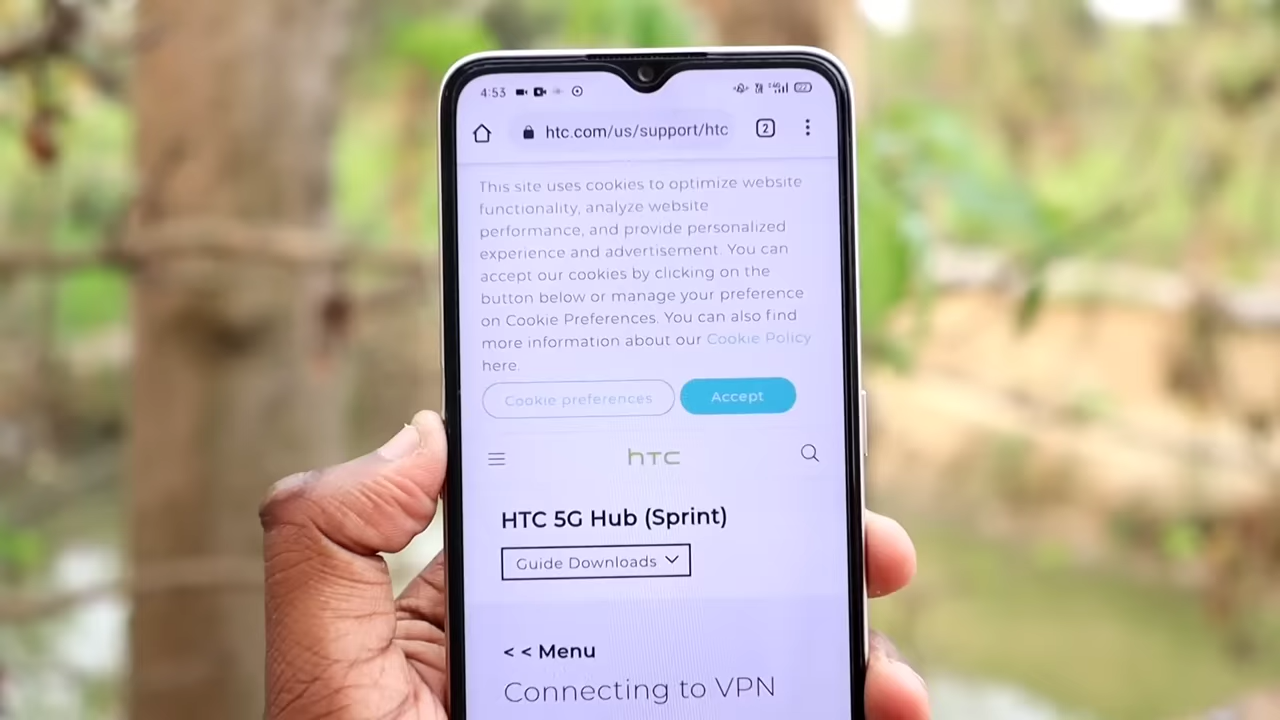 4:53
22
htc.com/us/support/htc
2
This site uses cookies to optimize website
functionality, analyze website
performance, and provide personalized
experience and advertisement. You can
accept our cookies by clicking on the
button below or manage your preference
on Cookie Preferences. You can also find
more information about our Cookie Policy
here.
Cookie preferences
Accept
hTC
HTC 5G Hub (Sprint)
Guide Downloads
< < Menu
Connecting to VPN